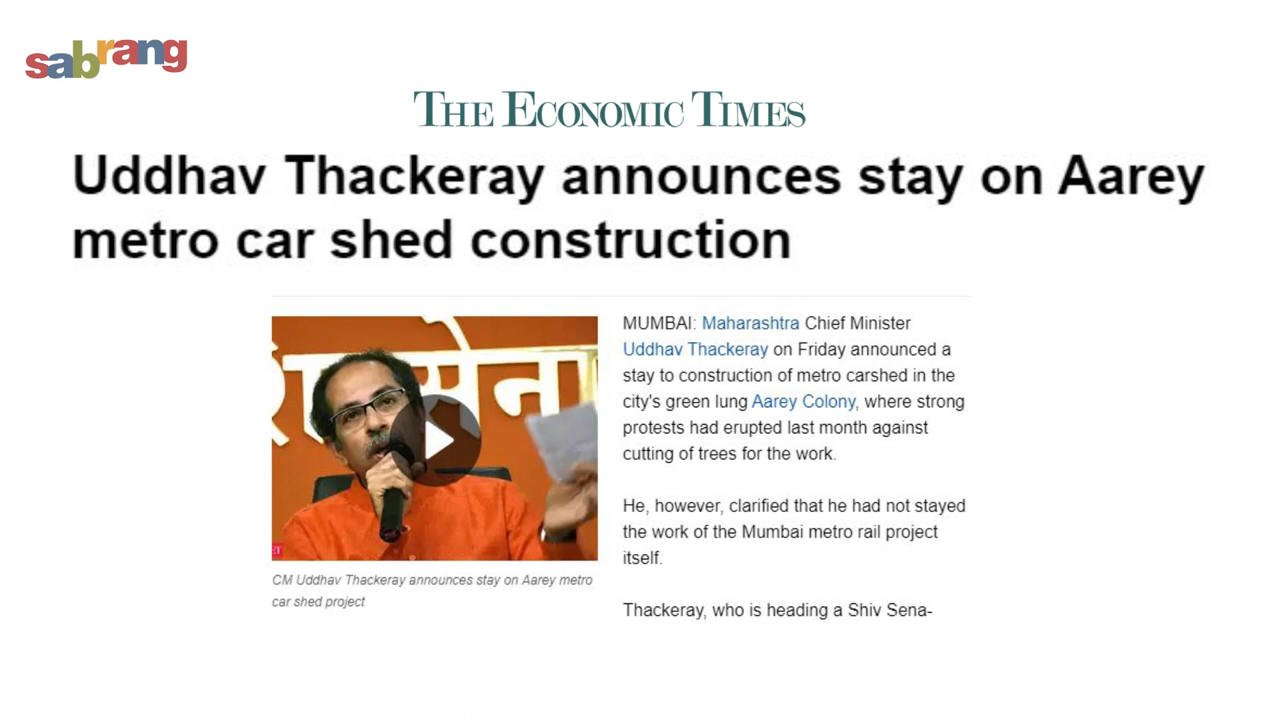 sabrang
THE ECONOMIC TIMES
Uddhav Thackeray announces stay on Aarey
metro car shed construction
शिवसेना
MUMBAI: Maharashtra Chief Minister
Uddhav Thackeray on Friday announced a
stay to construction of metro carshed in the
city's green lung Aarey Colony, where strong
protests had erupted last month against
cutting of trees for the work.
He, however, clarified that he had not stayed
the work of the Mumbai metro rail project
itself.
Thackeray, who is heading a Shiv Sena-
ET
CM Uddhav Thackeray announces stay on Aarey metro
car shed project